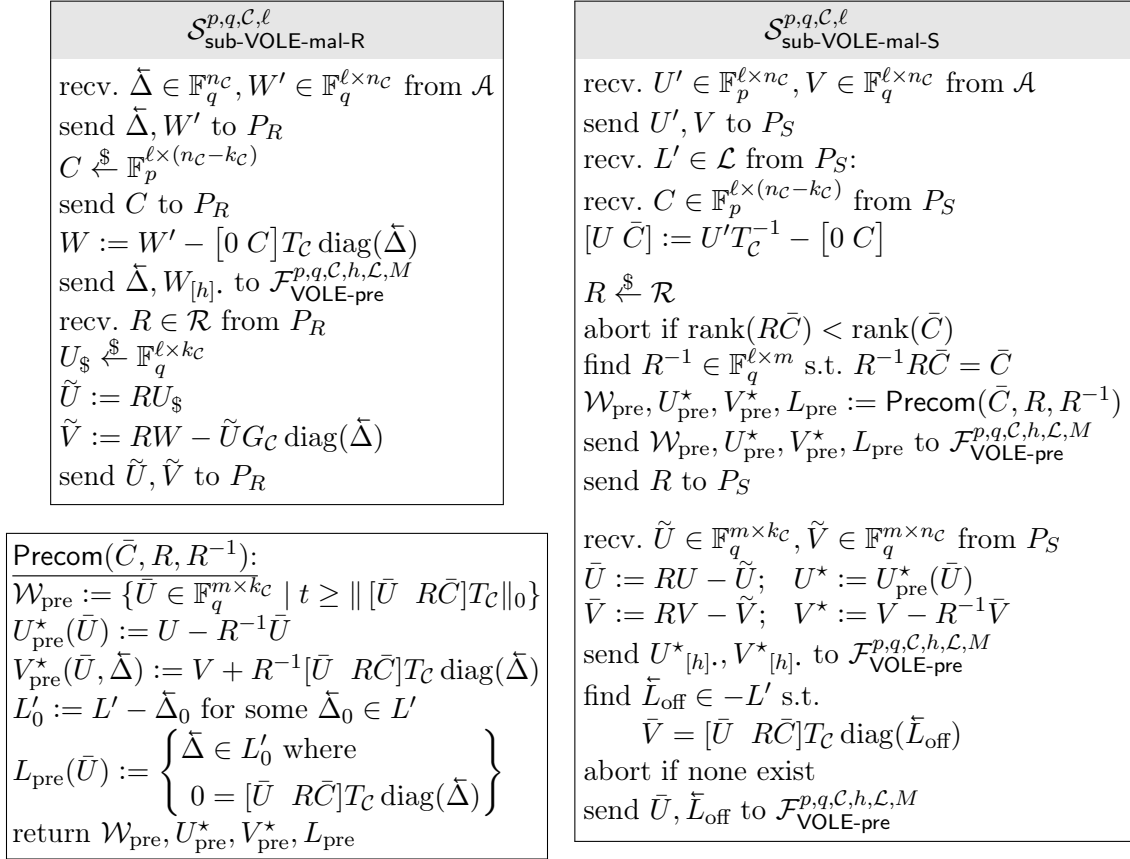 𝒮^{p,q,𝒞,ℓ}_{sub-VOLE-mal-R}
recv. Δ⃐ ∈ 𝔽_q^{n_𝒞}, W′ ∈ 𝔽_q^{ℓ×n_𝒞} from 𝒜
send Δ⃐, W′ to P_R
C ←$ 𝔽_p^{ℓ×(n_𝒞−k_𝒞)}
send C to P_R
W := W′ − [0 C]T_𝒞 diag(Δ⃐)
send Δ⃐, W_{[h]·} to ℱ^{p,q,𝒞,h,ℒ,M}_{VOLE-pre}
recv. R ∈ ℛ from P_R
U_$ ←$ 𝔽_q^{ℓ×k_𝒞}
Ũ := RU_$
Ṽ := RW − ŨG_𝒞 diag(Δ⃐)
send Ũ, Ṽ to P_R
Precom(C̄, R, R^{−1}):
𝒲_pre := {Ū ∈ 𝔽_q^{m×k_𝒞} | t ≥ ‖[Ū RC̄]T_𝒞‖_0}
U^⋆_pre(Ū) := U − R^{−1}Ū
V^⋆_pre(Ū, Δ⃐) := V + R^{−1}[Ū RC̄]T_𝒞 diag(Δ⃐)
L′_0 := L′ − Δ⃐_0 for some Δ⃐_0 ∈ L′
L_pre(Ū) := { Δ⃐ ∈ L′_0 where
0 = [Ū RC̄]T_𝒞 diag(Δ⃐) }
return 𝒲_pre, U^⋆_pre, V^⋆_pre, L_pre
𝒮^{p,q,𝒞,ℓ}_{sub-VOLE-mal-S}
recv. U′ ∈ 𝔽_p^{ℓ×n_𝒞}, V ∈ 𝔽_q^{ℓ×n_𝒞} from 𝒜
send U′, V to P_S
recv. L′ ∈ ℒ from P_S:
recv. C ∈ 𝔽_p^{ℓ×(n_𝒞−k_𝒞)} from P_S
[U C̄] := U′T_𝒞^{−1} − [0 C]
R ←$ ℛ
abort if rank(RC̄) < rank(C̄)
find R^{−1} ∈ 𝔽_q^{ℓ×m} s.t. R^{−1}RC̄ = C̄
𝒲_pre, U^⋆_pre, V^⋆_pre, L_pre := Precom(C̄, R, R^{−1})
send 𝒲_pre, U^⋆_pre, V^⋆_pre, L_pre to ℱ^{p,q,𝒞,h,ℒ,M}_{VOLE-pre}
send R to P_S
recv. Ũ ∈ 𝔽_q^{m×k_𝒞}, Ṽ ∈ 𝔽_q^{m×n_𝒞} from P_S
Ū := RU − Ũ; U^⋆ := U^⋆_pre(Ū)
V̄ := RV − Ṽ; V^⋆ := V − R^{−1}V̄
send U^⋆_{[h]·}, V^⋆_{[h]·} to ℱ^{p,q,𝒞,h,ℒ,M}_{VOLE-pre}
find L⃐_off ∈ −L′ s.t.
V̄ = [Ū RC̄]T_𝒞 diag(L⃐_off)
abort if none exist
send Ū, L⃐_off to ℱ^{p,q,𝒞,h,ℒ,M}_{VOLE-pre}